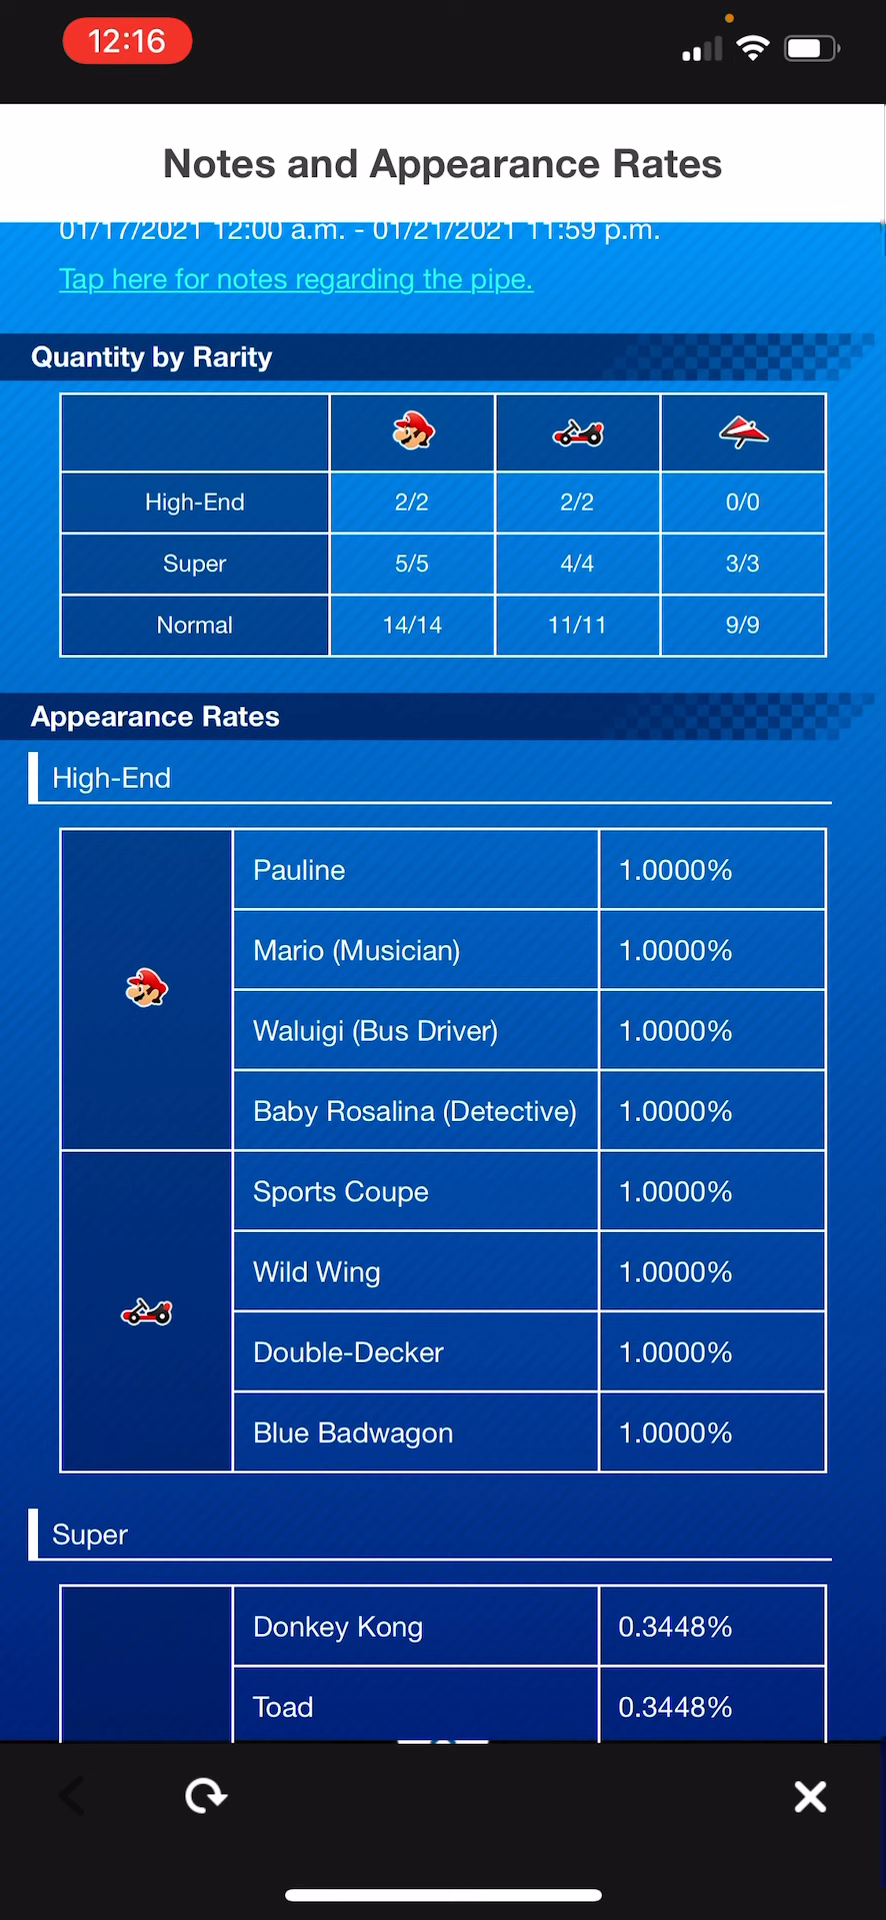 12:16
Notes and Appearance Rates
01/17/2021 12:00 a.m. - 01/21/2021 11:59 p.m.
Tap here for notes regarding the pipe.
Quantity by Rarity
High-End 2/2 2/2 0/0
Super 5/5 4/4 3/3
Normal 14/14 11/11 9/9
Appearance Rates
High-End
Pauline 1.0000%
Mario (Musician) 1.0000%
Waluigi (Bus Driver) 1.0000%
Baby Rosalina (Detective) 1.0000%
Sports Coupe 1.0000%
Wild Wing 1.0000%
Double-Decker 1.0000%
Blue Badwagon 1.0000%
Super
Donkey Kong 0.3448%
Toad 0.3448%